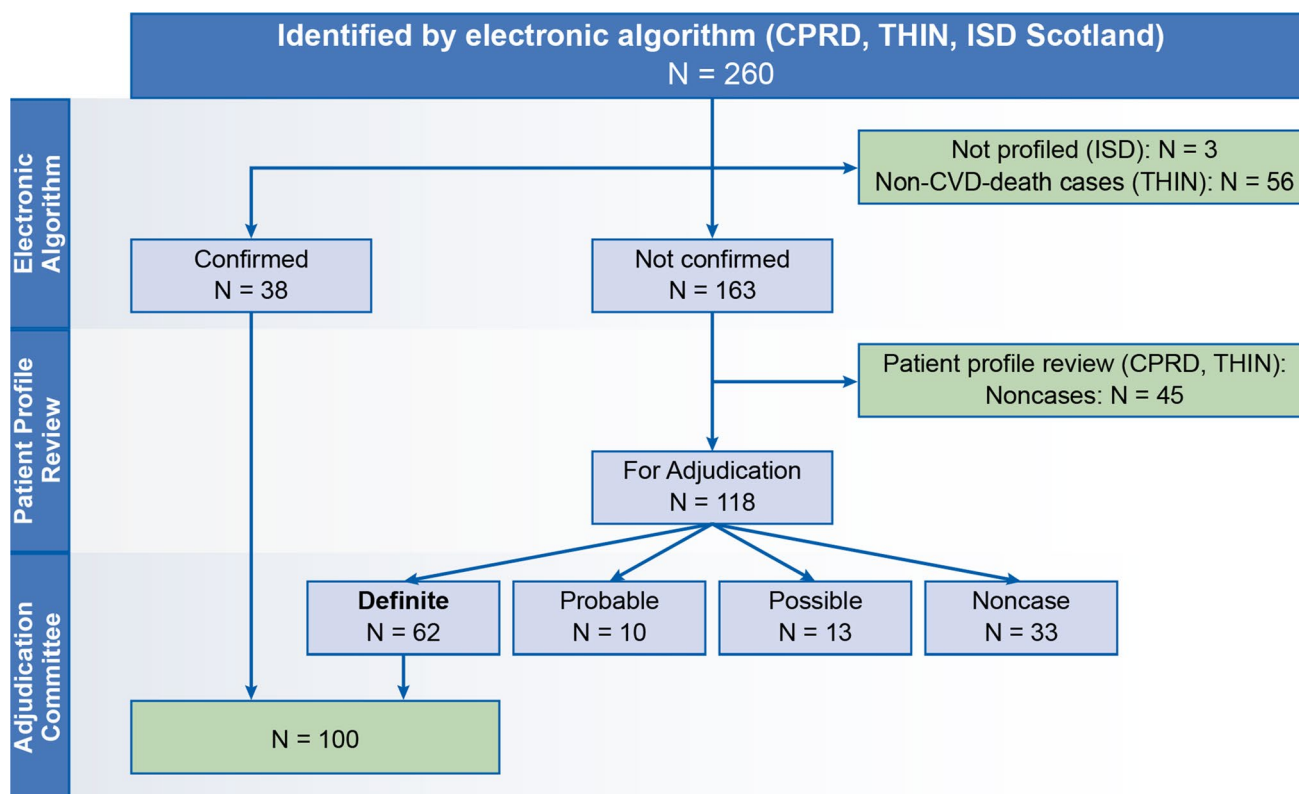 Identified by electronic algorithm (CPRD, THIN, ISD Scotland)
N = 260
Electronic
Algorithm
Not profiled (ISD): N = 3
Non-CVD-death cases (THIN): N = 56
Confirmed
N = 38
Not confirmed
N = 163
Patient Profile
Review
Patient profile review (CPRD, THIN):
Noncases: N = 45
For Adjudication
N = 118
Adjudication
Committee
Definite
N = 62
Probable
N = 10
Possible
N = 13
Noncase
N = 33
N = 100